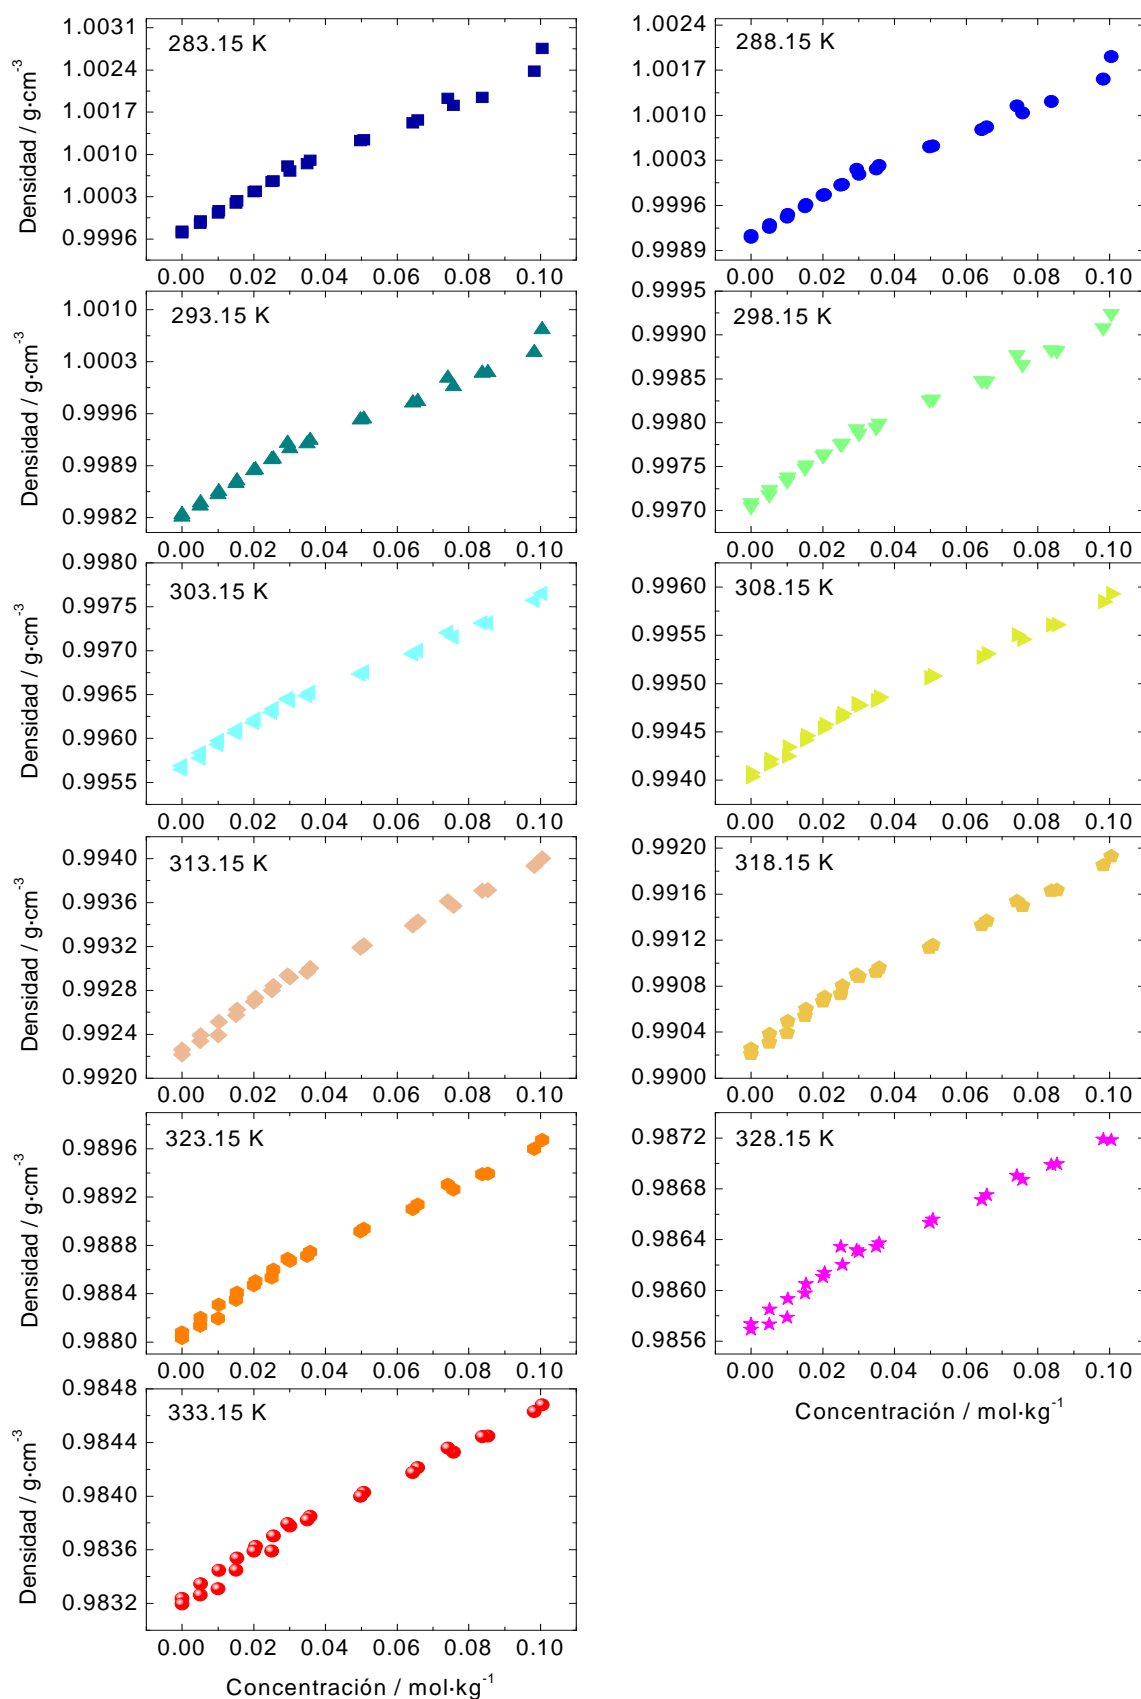 283.15 K
Densidad / g·cm⁻³
1.0031
1.0024
1.0017
1.0010
1.0003
0.9996
0.00 0.02 0.04 0.06 0.08 0.10
288.15 K
1.0024
1.0017
1.0010
1.0003
0.9996
0.9989
0.00 0.02 0.04 0.06 0.08 0.10
293.15 K
Densidad / g·cm⁻³
1.0010
1.0003
0.9996
0.9989
0.9982
0.00 0.02 0.04 0.06 0.08 0.10
298.15 K
0.9995
0.9990
0.9985
0.9980
0.9975
0.9970
0.00 0.02 0.04 0.06 0.08 0.10
303.15 K
Densidad / g·cm⁻³
0.9980
0.9975
0.9970
0.9965
0.9960
0.9955
0.00 0.02 0.04 0.06 0.08 0.10
308.15 K
0.9960
0.9955
0.9950
0.9945
0.9940
0.00 0.02 0.04 0.06 0.08 0.10
313.15 K
Densidad / g·cm⁻³
0.9940
0.9936
0.9932
0.9928
0.9924
0.9920
0.00 0.02 0.04 0.06 0.08 0.10
318.15 K
0.9920
0.9916
0.9912
0.9908
0.9904
0.9900
0.00 0.02 0.04 0.06 0.08 0.10
323.15 K
Densidad / g·cm⁻³
0.9896
0.9892
0.9888
0.9884
0.9880
0.00 0.02 0.04 0.06 0.08 0.10
328.15 K
0.9872
0.9868
0.9864
0.9860
0.9856
0.00 0.02 0.04 0.06 0.08 0.10
Concentración / mol·kg⁻¹
333.15 K
Densidad / g·cm⁻³
0.9848
0.9844
0.9840
0.9836
0.9832
0.00 0.02 0.04 0.06 0.08 0.10
Concentración / mol·kg⁻¹